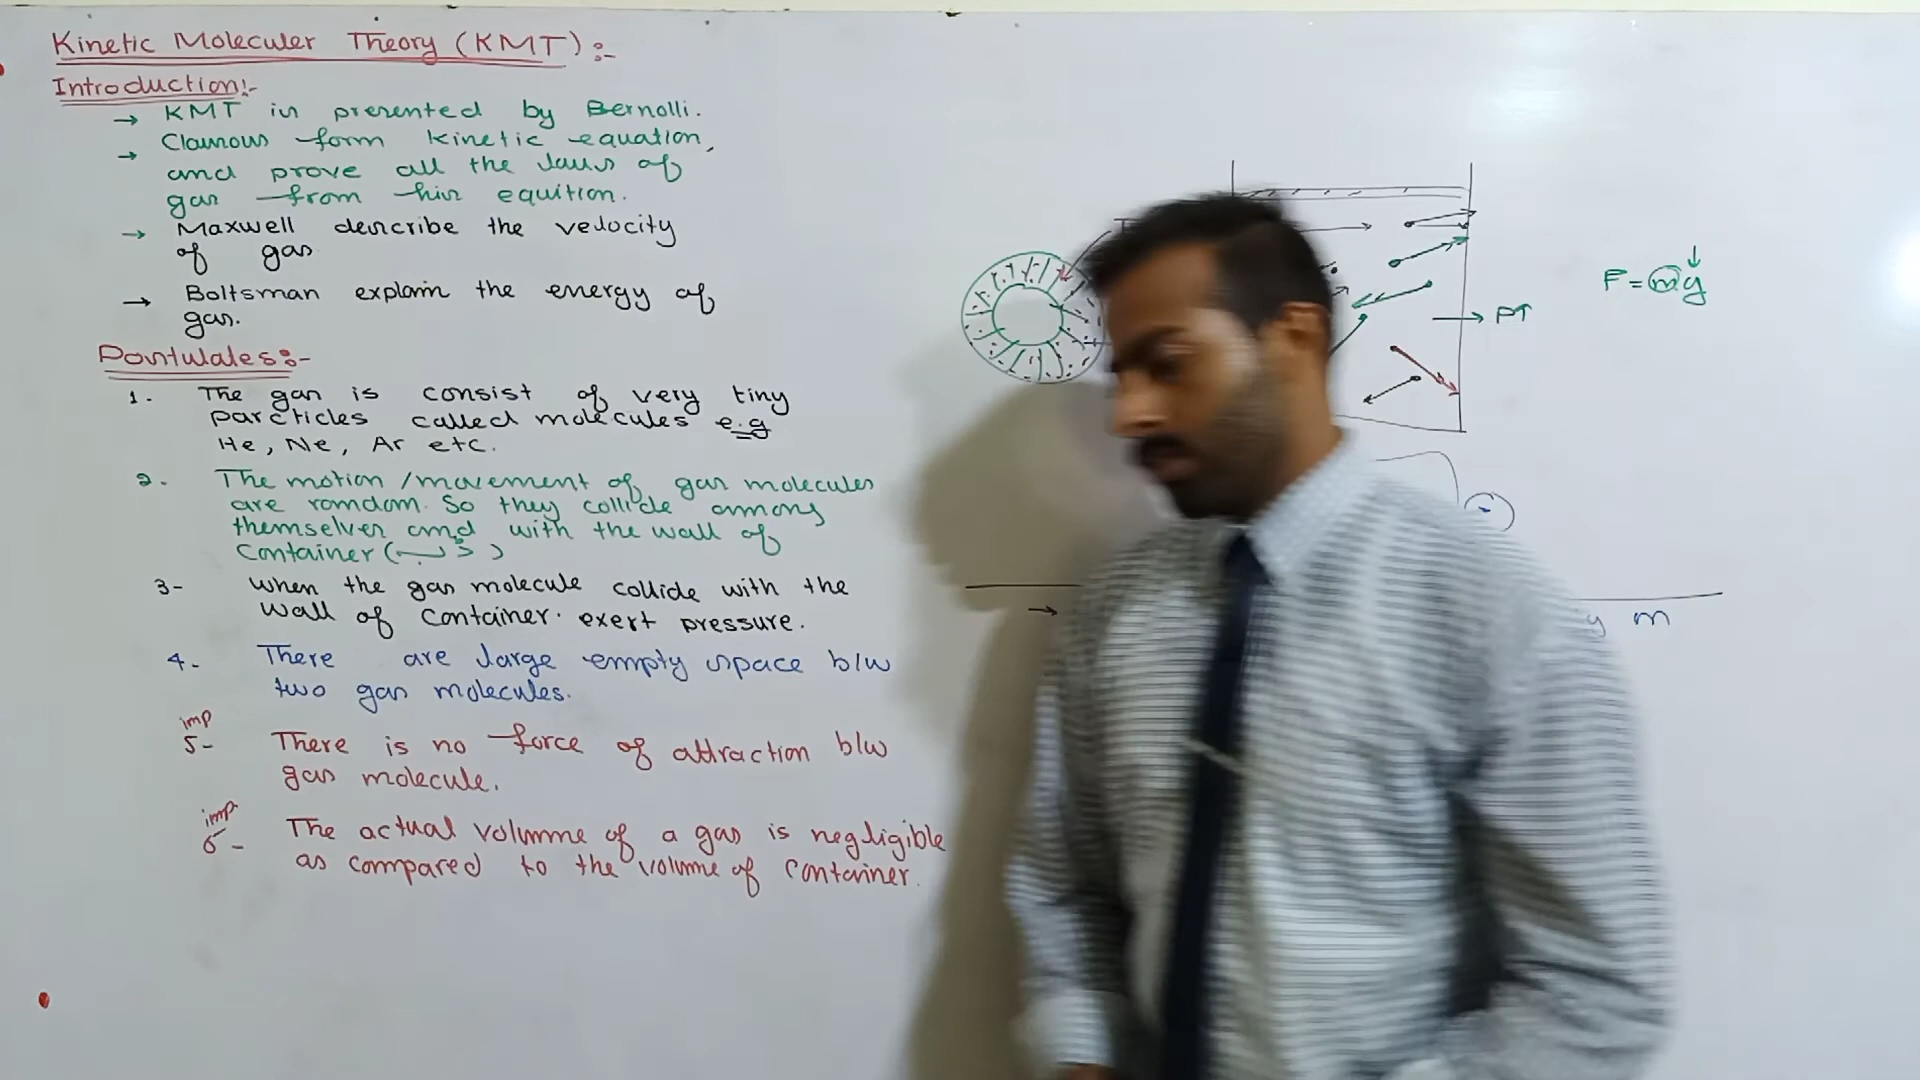 Kinetic Moleculer Theory (KMT) :-
Introduction:-
→ KMT is presented by Bernolli.
→ Clausous form kinetic equation,
and prove all the laws of
gas from his equition.
→ Maxwell describe the velocity
of gas
→ Boltsman explain the energy of
gas.
Postulates:-
1. The gas is consist of very tiny
particles called molecules e.g
He, Ne, Ar etc.
2. The motion /movement of gas molecules
are random. So they collide among
themselves and with the wall of
Container (
3- When the gas molecule collide with the
wall of Container. exert pressure.
4- There are large empty space b/w
two gas molecules.
imp
5- There is no force of attraction b/w
gas molecule.
imp
6- The actual volumme of a gas is negligible
as compared to the volume of Container.
→ P↑
F = mg
y m